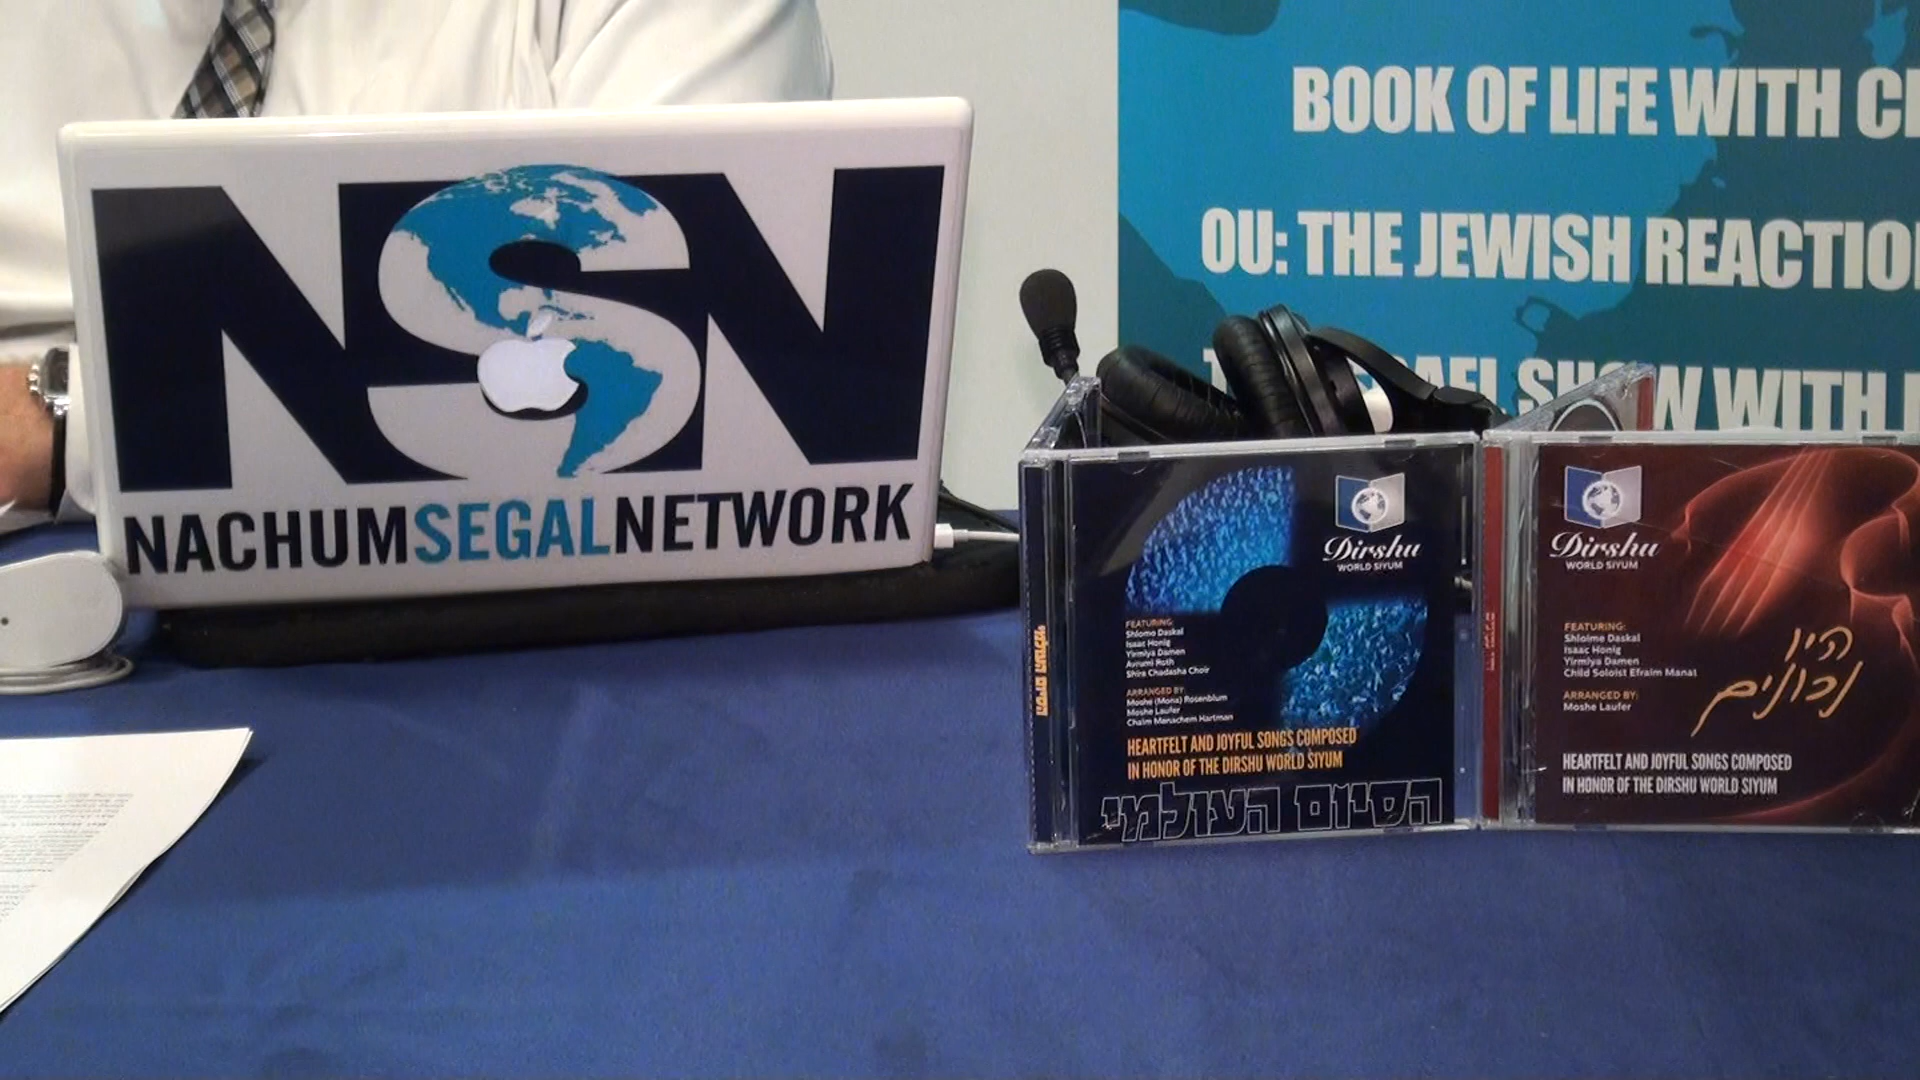 NSN
NACHUMSEGALNETWORK
BOOK OF LIFE WITH
OU: THE JEWISH
SHOW WITH
Dirshu
WORLD SIYUM
FEATURING:
Shlomo Daskal
Isaac Honig
Yirmiya Damen
Avrumi Roth
Shira Chadasha Choir
ARRANGED BY:
Moshe (Mona) Rosenblum
Moshe Laufer
Chaim Menachem Hartman
HEARTFELT AND JOYFUL SONGS COMPOSED
IN HONOR OF THE DIRSHU WORLD SIYUM
הסיום העולמי
Dirshu
WORLD SIYUM
FEATURING:
Shloime Daskal
Isaac Honig
Yirmiya Damen
Child Soloist Efraim Manat
ARRANGED BY:
Moshe Laufer
היו
נכונים
HEARTFELT AND JOYFUL SONGS COMPOSED
IN HONOR OF THE DIRSHU WORLD SIYUM